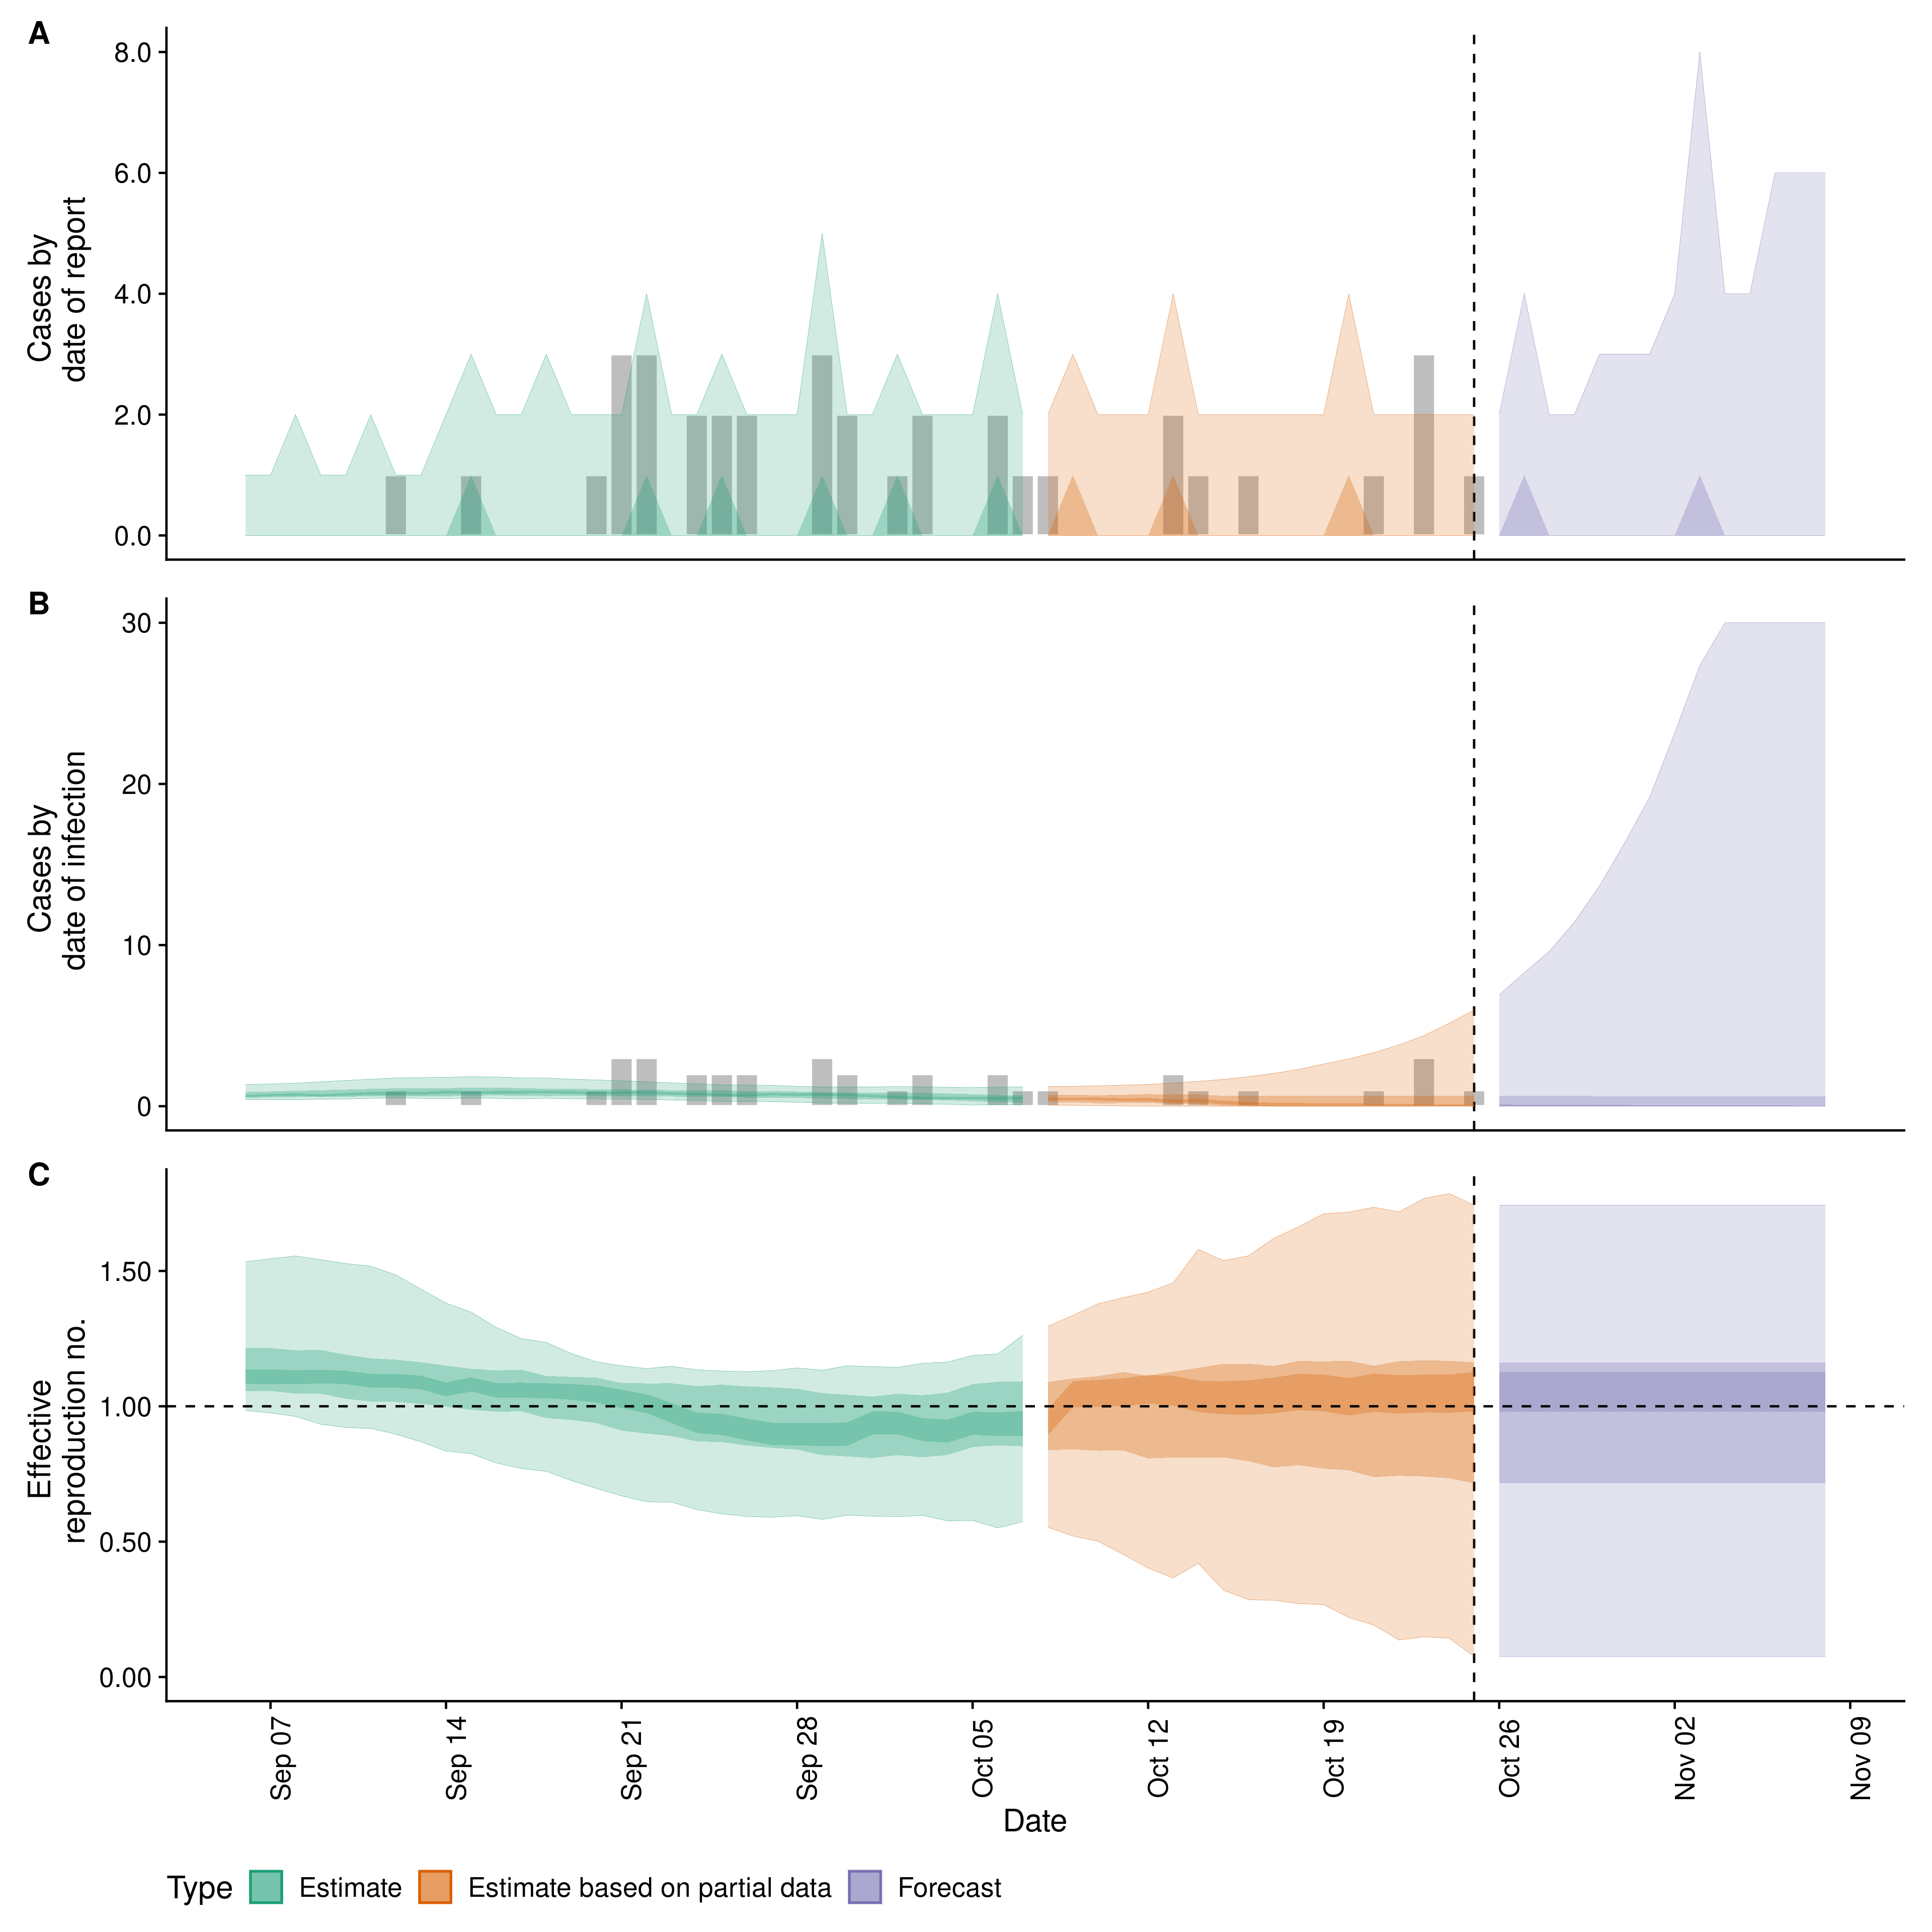 A
8.0
6.0
4.0
2.0
0.0
Cases by
date of report
B
30
20
10
0
Cases by
date of infection
C
1.50
1.00
0.50
0.00
Effective
reproduction no.
Sep 07
Sep 14
Sep 21
Sep 28
Oct 05
Oct 12
Oct 19
Oct 26
Nov 02
Nov 09
Date
Type Estimate Estimate based on partial data Forecast